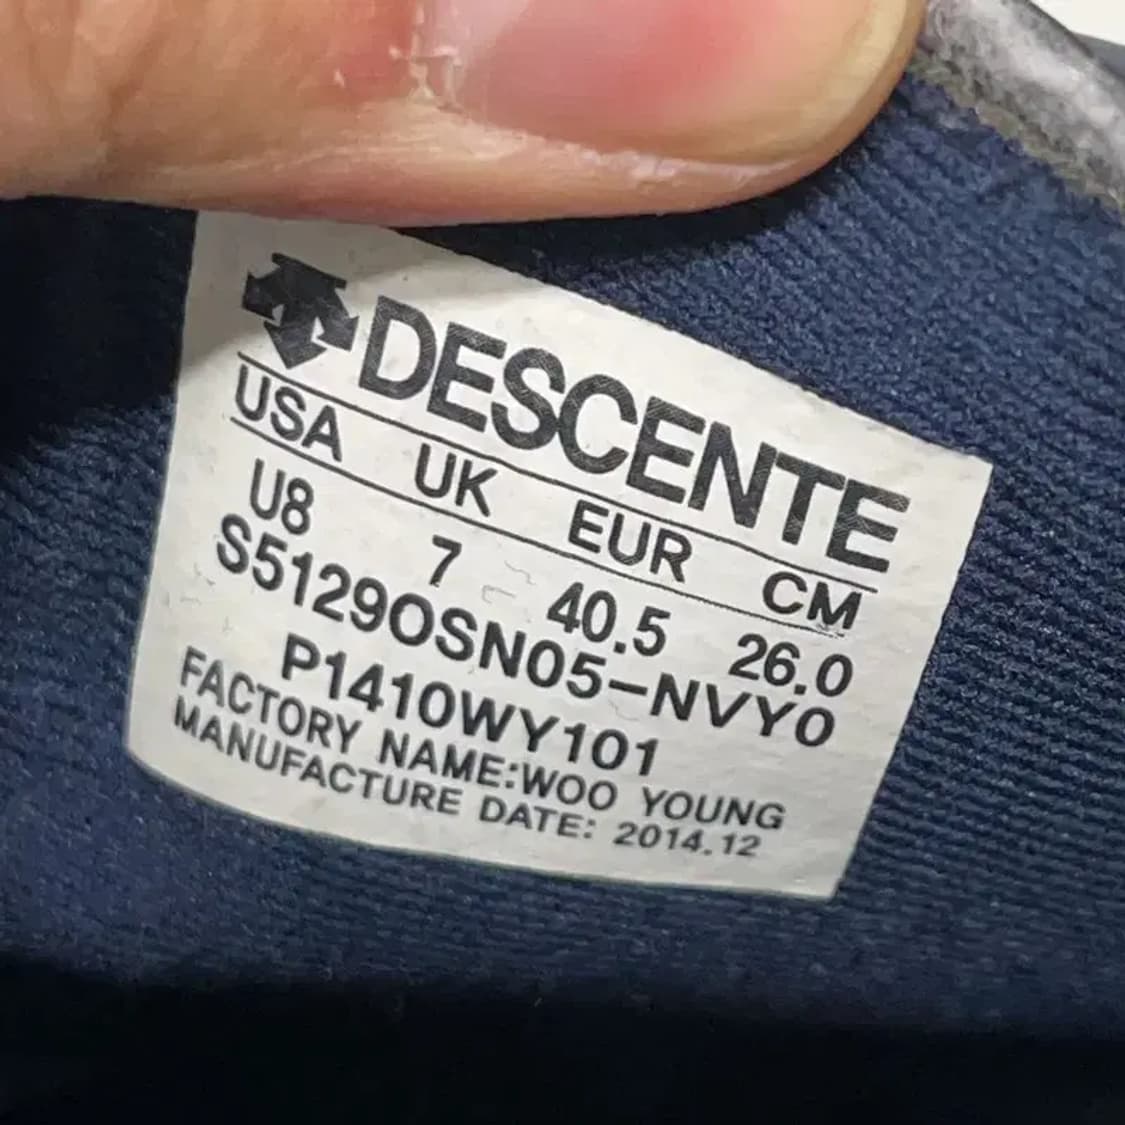 DESCENTE
USA UK EUR CM
U8 7 40.5 26.0
S5129OSN05-NVY0
P1410WY101
FACTORY NAME:WOO YOUNG
MANUFACTURE DATE: 2014.12